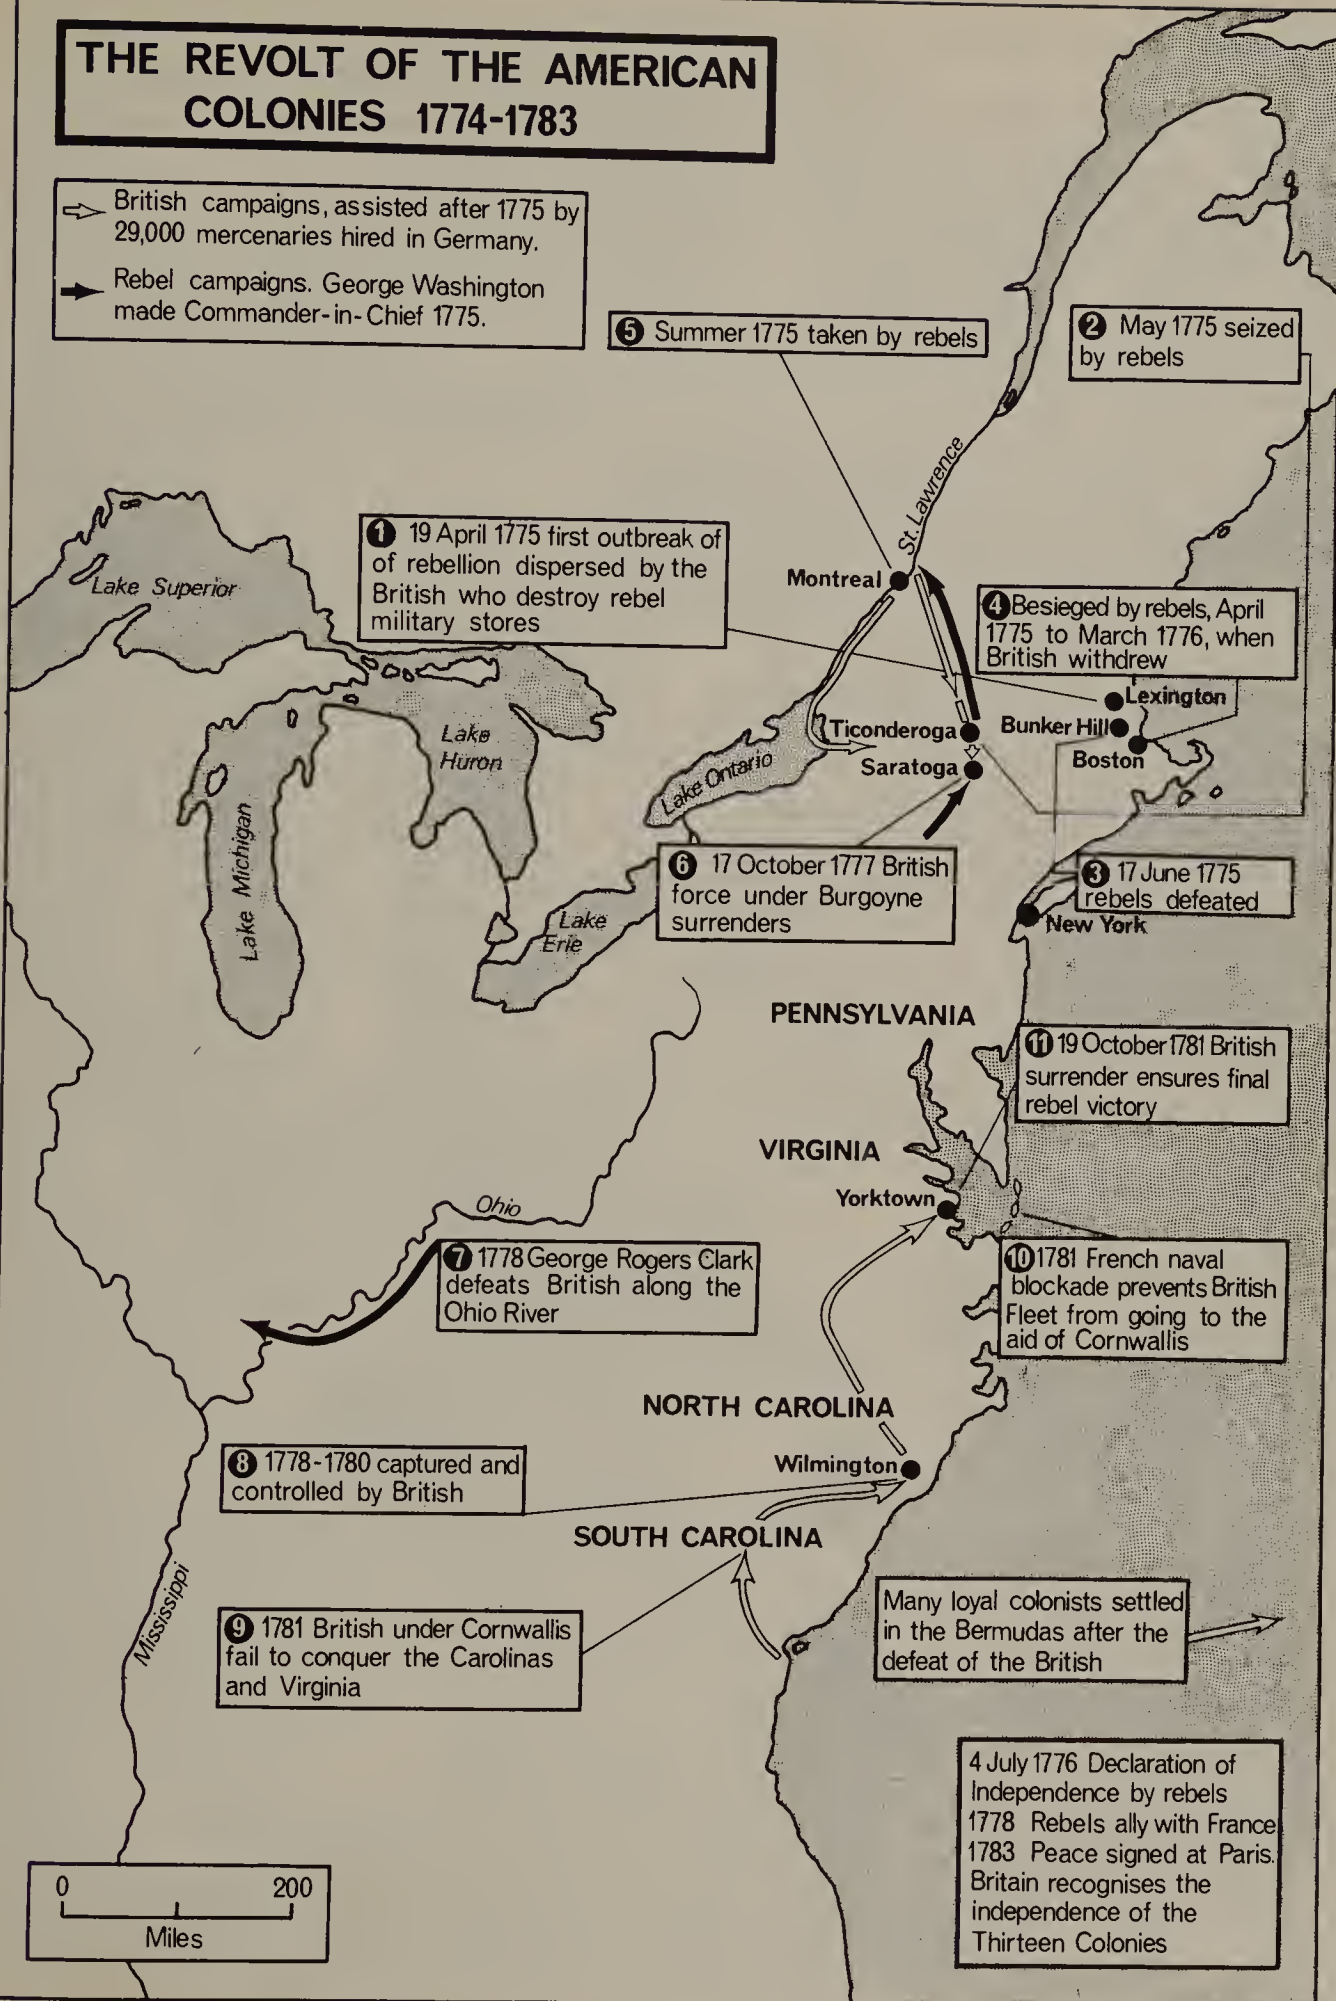 THE REVOLT OF THE AMERICAN
COLONIES 1774-1783
British campaigns, assisted after 1775 by
29,000 mercenaries hired in Germany.
Rebel campaigns. George Washington
made Commander-in-Chief 1775.
5 Summer 1775 taken by rebels
2 May 1775 seized
by rebels
St. Lawrence
1 19 April 1775 first outbreak of
of rebellion dispersed by the
British who destroy rebel
military stores
Lake Superior
Montreal
4 Besieged by rebels, April
1775 to March 1776, when
British withdrew
Lexington
Bunker Hill
Boston
Ticonderoga
Saratoga
Lake
Huron
Lake Ontario
Lake Michigan
6 17 October 1777 British
force under Burgoyne
surrenders
3 17 June 1775
rebels defeated
New York
Lake
Erie
PENNSYLVANIA
11 19 October 1781 British
surrender ensures final
rebel victory
VIRGINIA
Yorktown
Ohio
7 1778 George Rogers Clark
defeats British along the
Ohio River
10 1781 French naval
blockade prevents British
Fleet from going to the
aid of Cornwallis
NORTH CAROLINA
8 1778-1780 captured and
controlled by British
Wilmington
SOUTH CAROLINA
Mississippi
9 1781 British under Cornwallis
fail to conquer the Carolinas
and Virginia
Many loyal colonists settled
in the Bermudas after the
defeat of the British
4 July 1776 Declaration of
Independence by rebels
1778 Rebels ally with France
1783 Peace signed at Paris.
Britain recognises the
independence of the
Thirteen Colonies
0 200
Miles